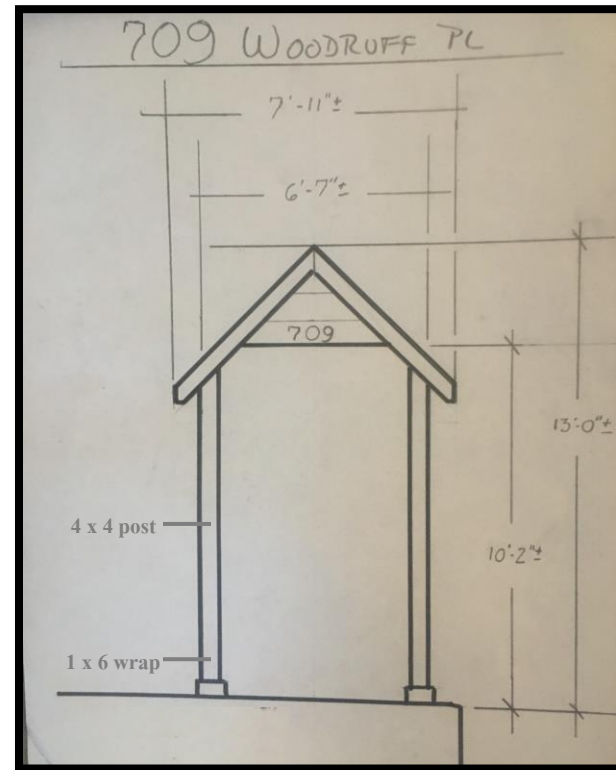 709 WOODRUFF PL
7'-11"±
6'-7"±
709
13'-0"±
4 x 4 post
10'-2"±
1 x 6 wrap